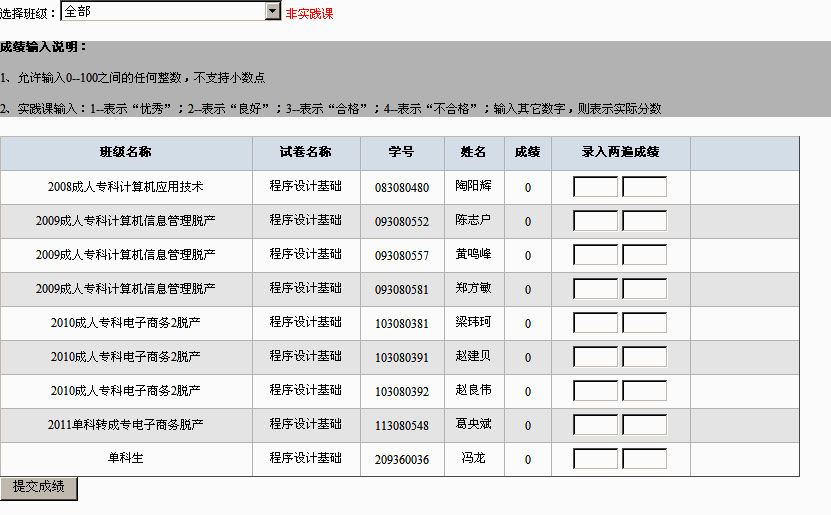 选择班级：全部 非实践课
成绩输入说明：
1、允许输入0--100之间的任何整数，不支持小数点
2、实践课输入：1--表示“优秀”；2--表示“良好”；3--表示“合格”；4--表示“不合格”；输入其它数字，则表示实际分数
班级名称 试卷名称 学号 姓名 成绩 录入两遍成绩
2008成人专科计算机应用技术 程序设计基础 083080480 陶阳辉 0
2009成人专科计算机信息管理脱产 程序设计基础 093080552 陈志户 0
2009成人专科计算机信息管理脱产 程序设计基础 093080557 黄鸣峰 0
2009成人专科计算机信息管理脱产 程序设计基础 093080581 郑方敏 0
2010成人专科电子商务2脱产 程序设计基础 103080381 梁玮珂 0
2010成人专科电子商务2脱产 程序设计基础 103080391 赵建贝 0
2010成人专科电子商务2脱产 程序设计基础 103080392 赵良伟 0
2011单科转成专电子商务脱产 程序设计基础 113080548 葛央斌 0
单科生 程序设计基础 209360036 冯龙 0
提交成绩